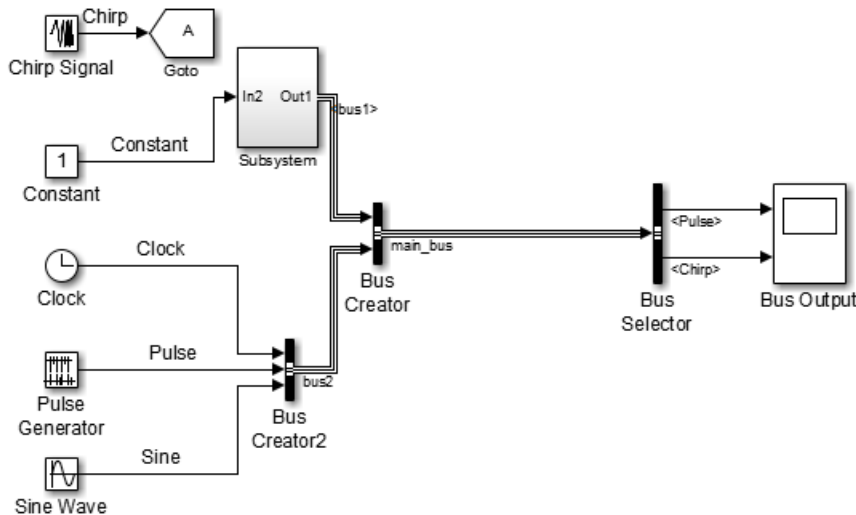 Chirp
A
Chirp Signal
Goto
In2
Out1
<bus1>
Constant
Subsystem
1
Constant
Clock
main_bus
<Pulse>
<Chirp>
Clock
Bus
Creator
Bus
Selector
Bus Output
Pulse
bus2
Pulse
Generator
Bus
Creator2
Sine
Sine Wave